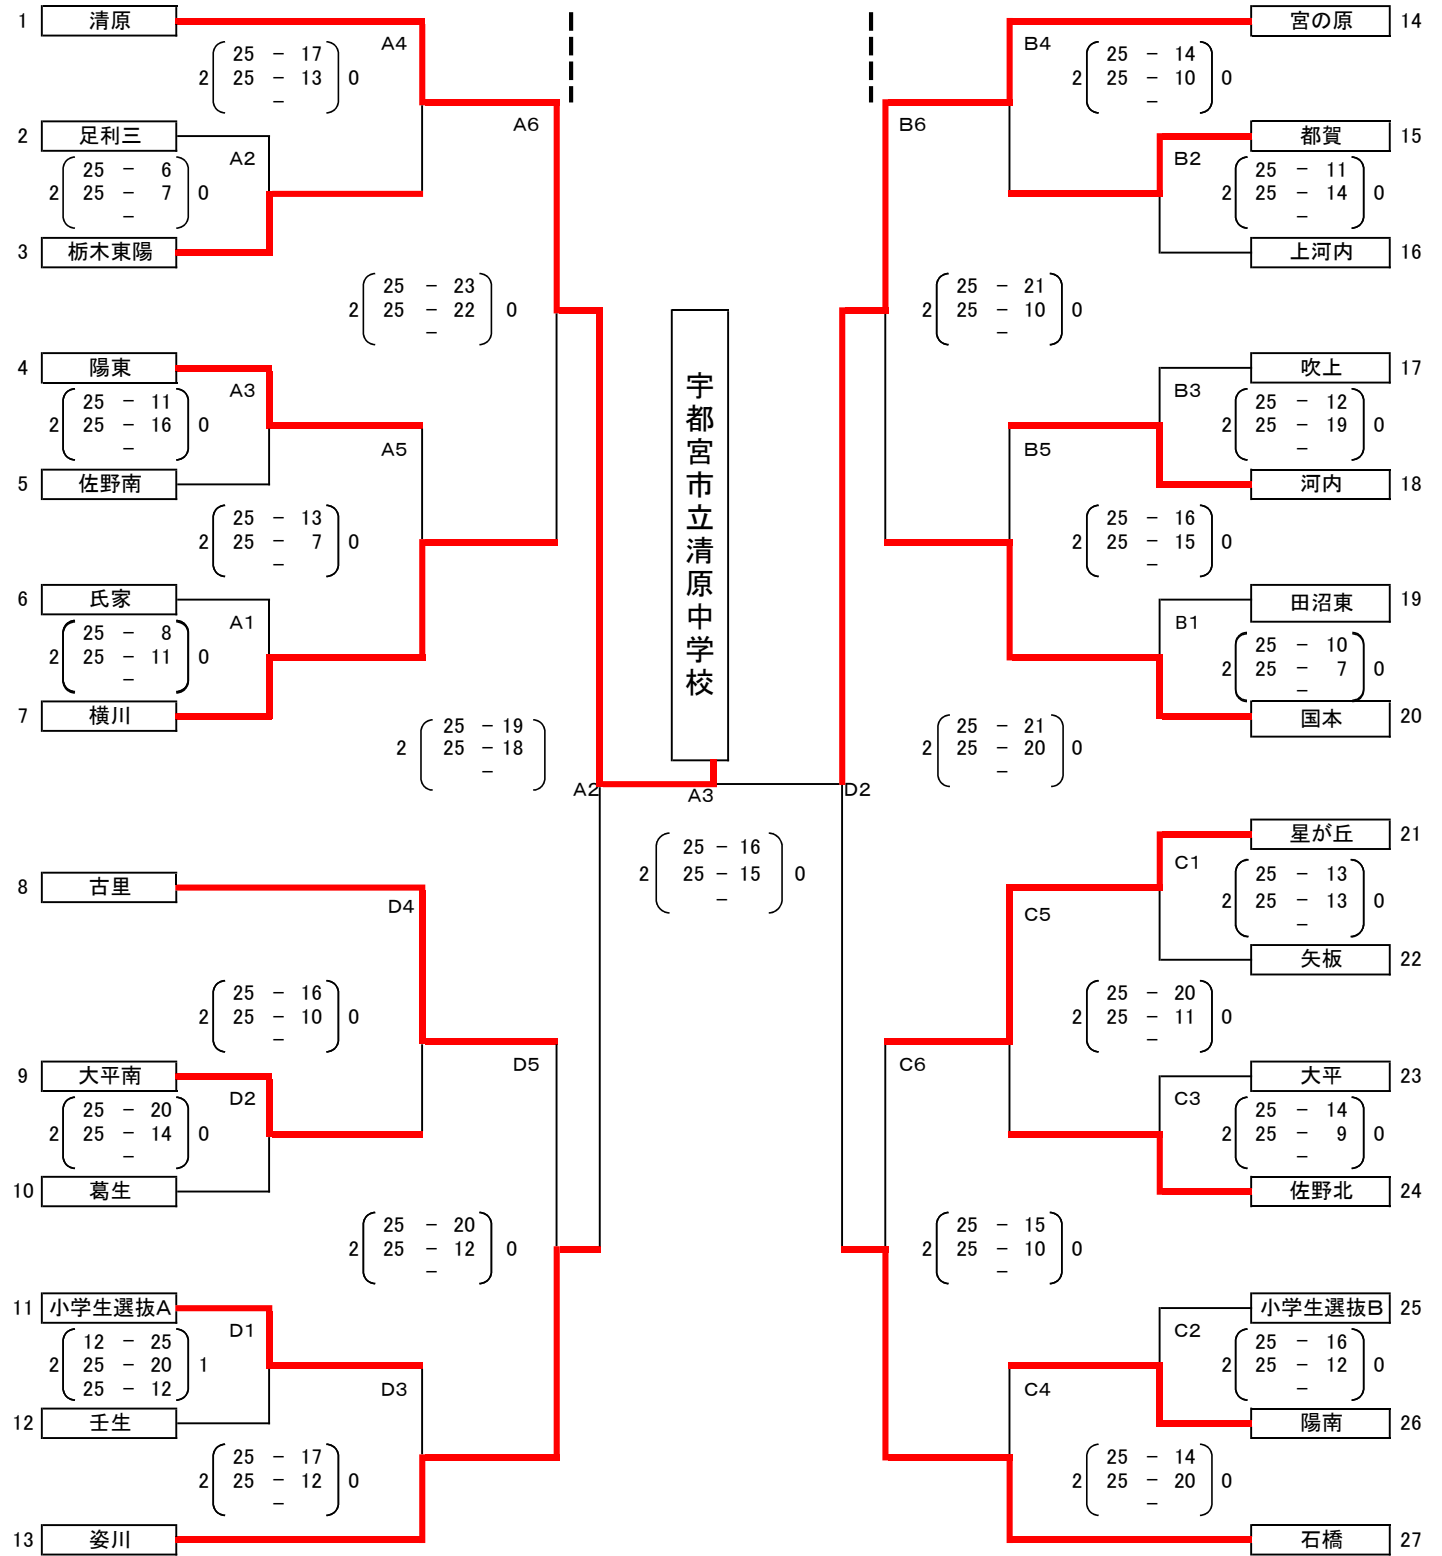 1 清原
A4
25 - 17
2 25 - 13 0
-
2 足利三
A2
25 - 6
2 25 - 7 0
-
3 栃木東陽
A6
25 - 23
2 25 - 22 0
-
4 陽東
A3
25 - 11
2 25 - 16 0
-
5 佐野南
A5
25 - 13
2 25 - 7 0
-
6 氏家
A1
25 - 8
2 25 - 11 0
-
7 横川
25 - 19
2 25 - 18
-
A2
8 古里
D4
25 - 16
2 25 - 10 0
-
9 大平南
D2
25 - 20
2 25 - 14 0
-
10 葛生
D5
25 - 20
2 25 - 12 0
-
11 小学生選抜A
D1
12 - 25
2 25 - 20 1
25 - 12
12 壬生
D3
25 - 17
2 25 - 12 0
-
13 姿川
宇都宮市立清原中学校
A3
25 - 16
2 25 - 15 0
-
宮の原 14
B4
25 - 14
2 25 - 10 0
-
都賀 15
B2
25 - 11
2 25 - 14 0
-
上河内 16
B6
25 - 21
2 25 - 10 0
-
吹上 17
B3
25 - 12
2 25 - 19 0
-
河内 18
B5
25 - 16
2 25 - 15 0
-
田沼東 19
B1
25 - 10
2 25 - 7 0
-
国本 20
25 - 21
2 25 - 20 0
-
D2
星が丘 21
C1
25 - 13
2 25 - 13 0
-
矢板 22
C5
25 - 20
2 25 - 11 0
-
大平 23
C3
25 - 14
2 25 - 9 0
-
佐野北 24
C6
25 - 15
2 25 - 10 0
-
小学生選抜B 25
C2
25 - 16
2 25 - 12 0
-
陽南 26
C4
25 - 14
2 25 - 20 0
-
石橋 27